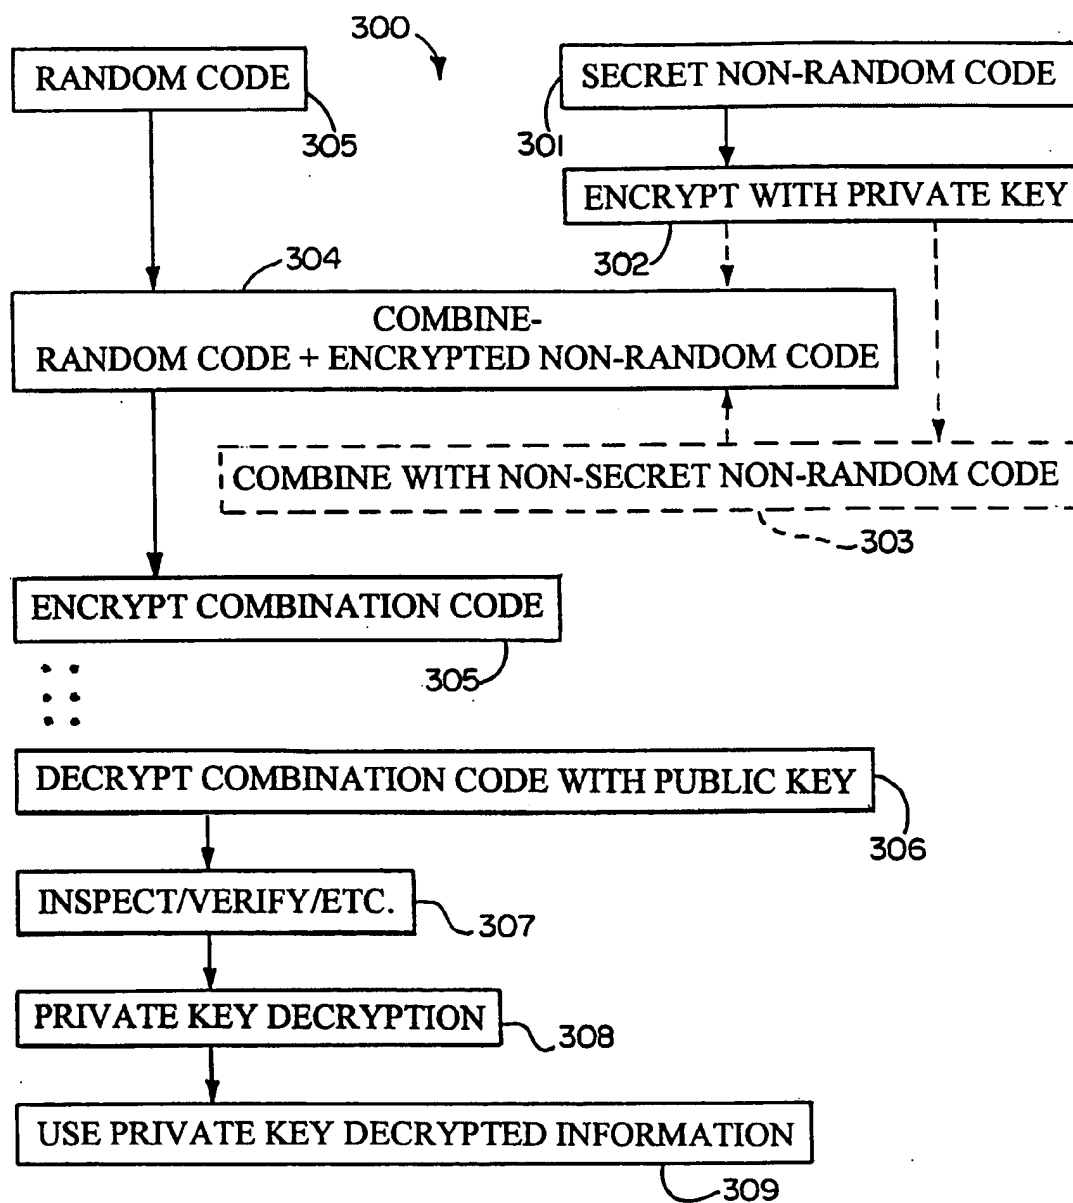 300
RANDOM CODE
305
SECRET NON-RANDOM CODE
301
ENCRYPT WITH PRIVATE KEY
302
304
COMBINE-
RANDOM CODE + ENCRYPTED NON-RANDOM CODE
COMBINE WITH NON-SECRET NON-RANDOM CODE
303
ENCRYPT COMBINATION CODE
305
DECRYPT COMBINATION CODE WITH PUBLIC KEY
306
INSPECT/VERIFY/ETC.
307
PRIVATE KEY DECRYPTION
308
USE PRIVATE KEY DECRYPTED INFORMATION
309